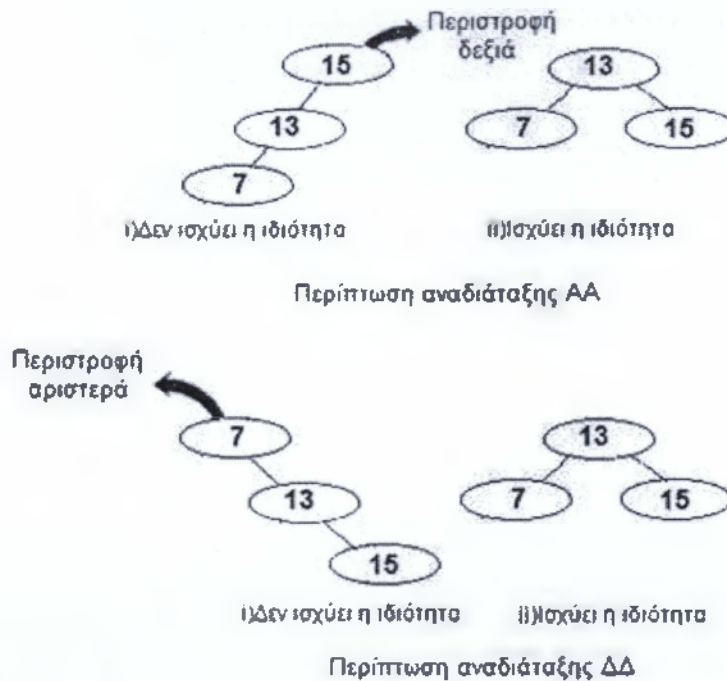 Περιστροφή
δεξιά
15
13
13
7
15
7
i)Δεν ισχύει η ιδιότητα
ii)Ισχύει η ιδιότητα
Περίπτωση αναδιάταξης ΑΑ
Περιστροφή
αριστερά
7
13
13
7
15
15
i)Δεν ισχύει η ιδιότητα
ii)Ισχύει η ιδιότητα
Περίπτωση αναδιάταξης ΔΔ